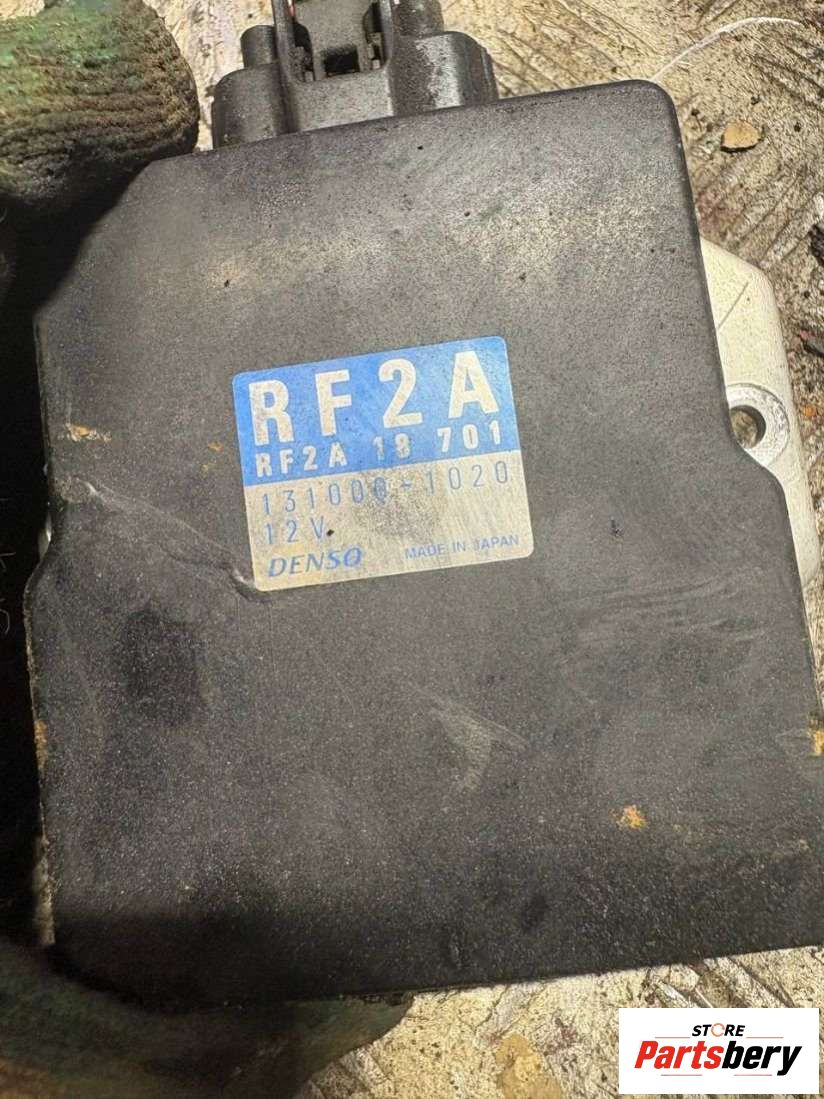 RF2A
RF2A 18 701
131000-1020
12V
DENSO MADE IN JAPAN
STORE
Partsbery